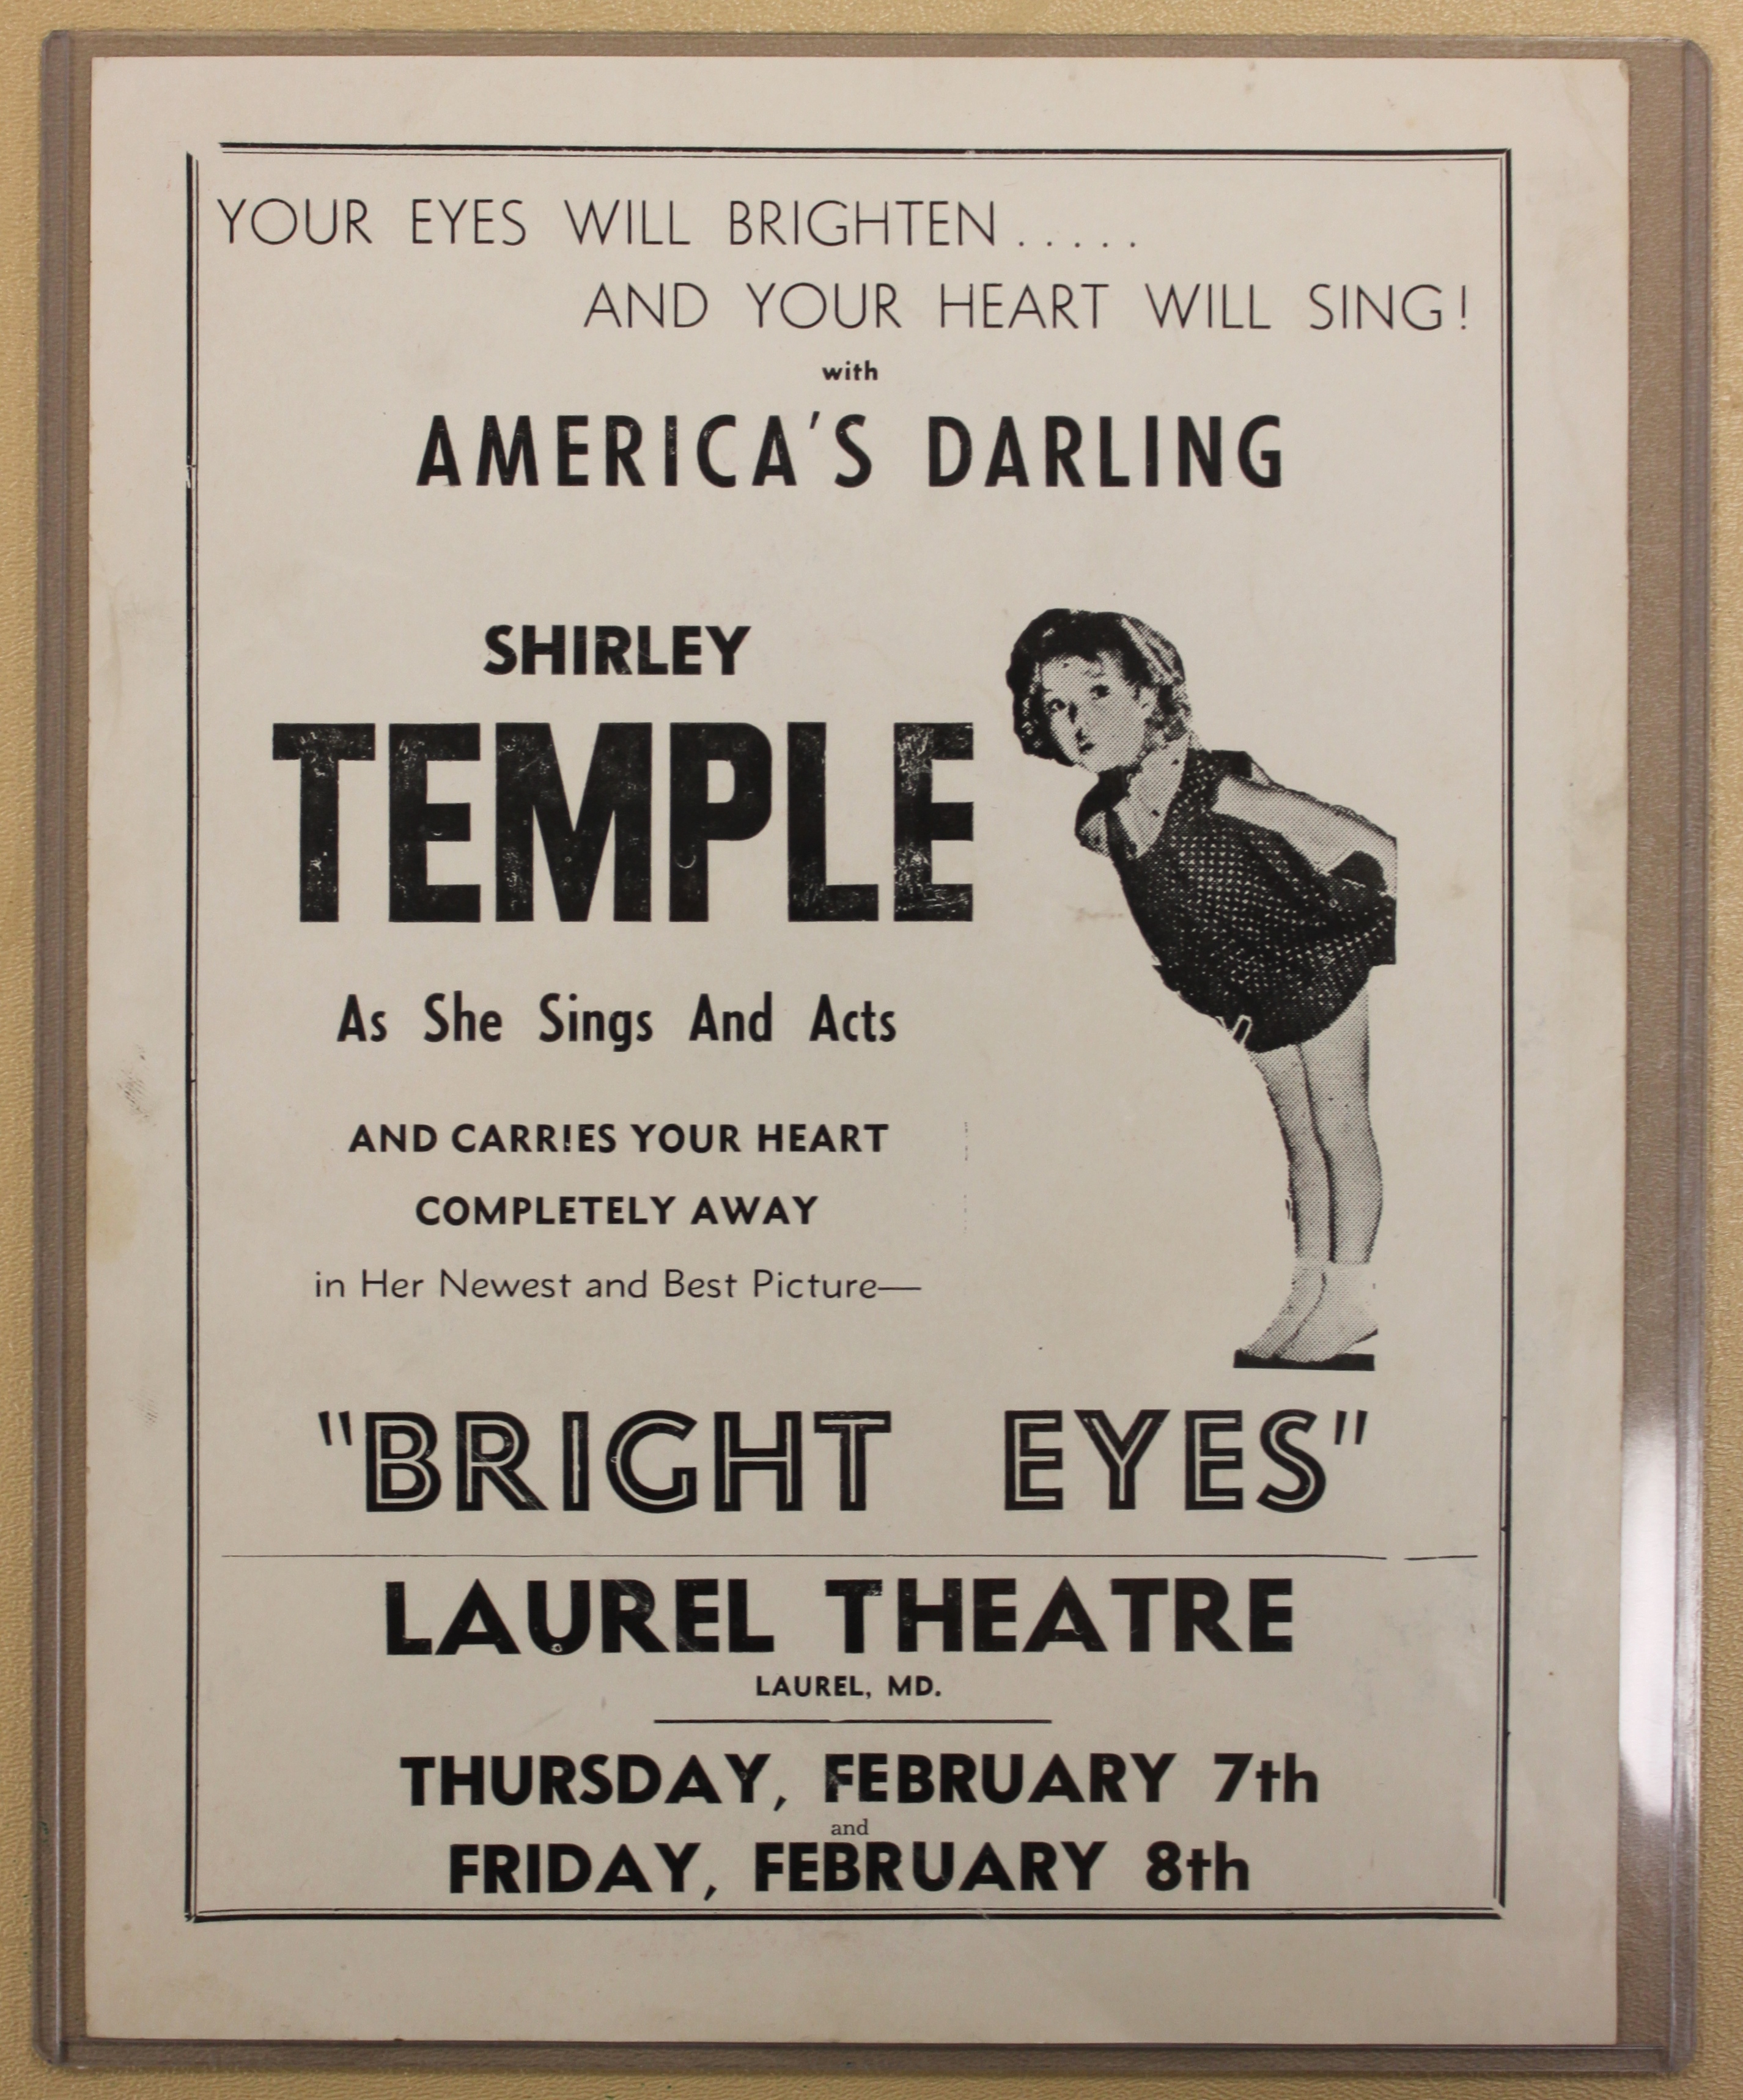 YOUR EYES WILL BRIGHTEN.....
AND YOUR HEART WILL SING!
with
AMERICA'S DARLING
SHIRLEY
TEMPLE
As She Sings And Acts
AND CARRIES YOUR HEART
COMPLETELY AWAY
in Her Newest and Best Picture—
"BRIGHT EYES"
LAUREL THEATRE
LAUREL, MD.
THURSDAY, FEBRUARY 7th
and
FRIDAY, FEBRUARY 8th